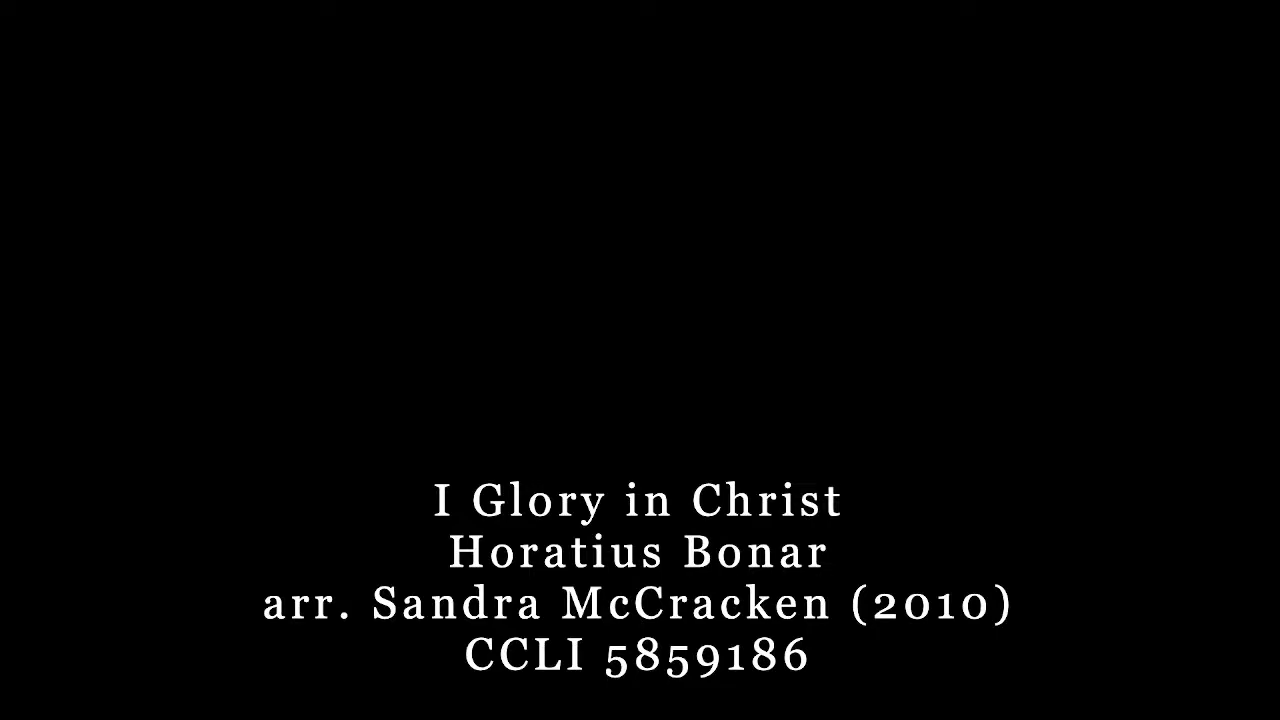 I Glory in Christ
Horatius Bonar
arr. Sandra McCracken (2010)
CCLI 5859186